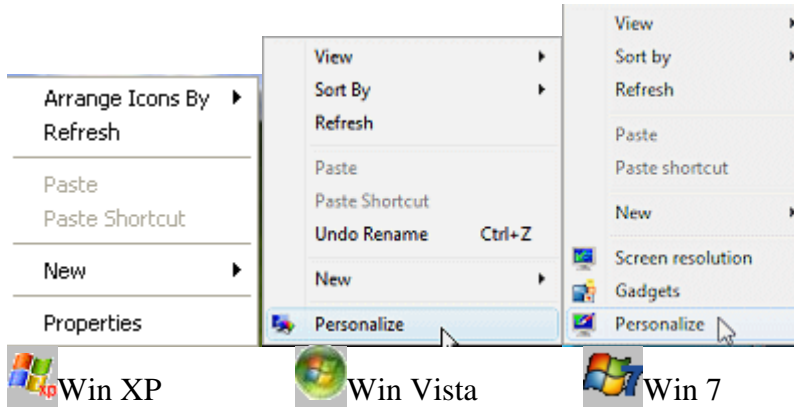 Arrange Icons By
Refresh
Paste
Paste Shortcut
New
Properties
xp Win XP
View
Sort By
Refresh
Paste
Paste Shortcut
Undo Rename Ctrl+Z
New
Personalize
Win Vista
View
Sort by
Refresh
Paste
Paste shortcut
New
Screen resolution
Gadgets
Personalize
7 Win 7